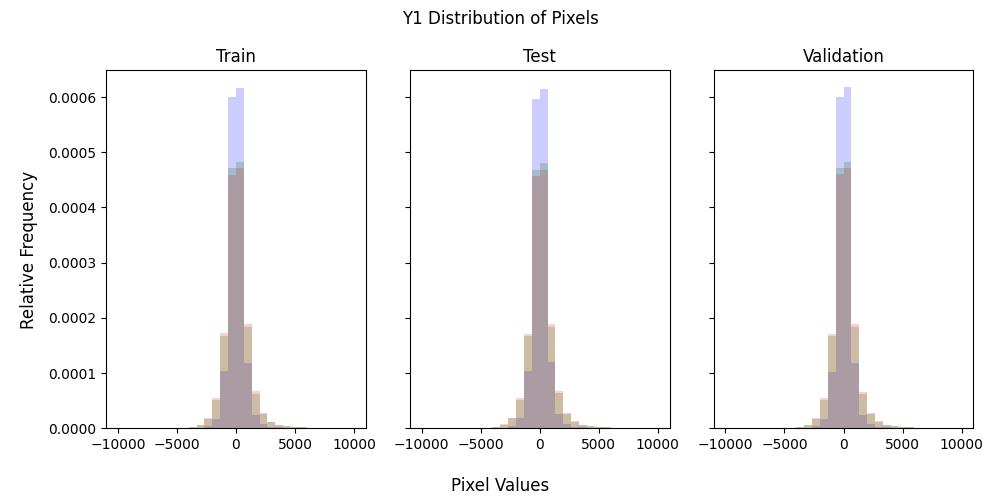 Y1 Distribution of Pixels
Train
Test
Validation
Relative Frequency
0.0006
0.0005
0.0004
0.0003
0.0002
0.0001
0.0000
−10000 −5000 0 5000 10000
−10000 −5000 0 5000 10000
−10000 −5000 0 5000 10000
Pixel Values